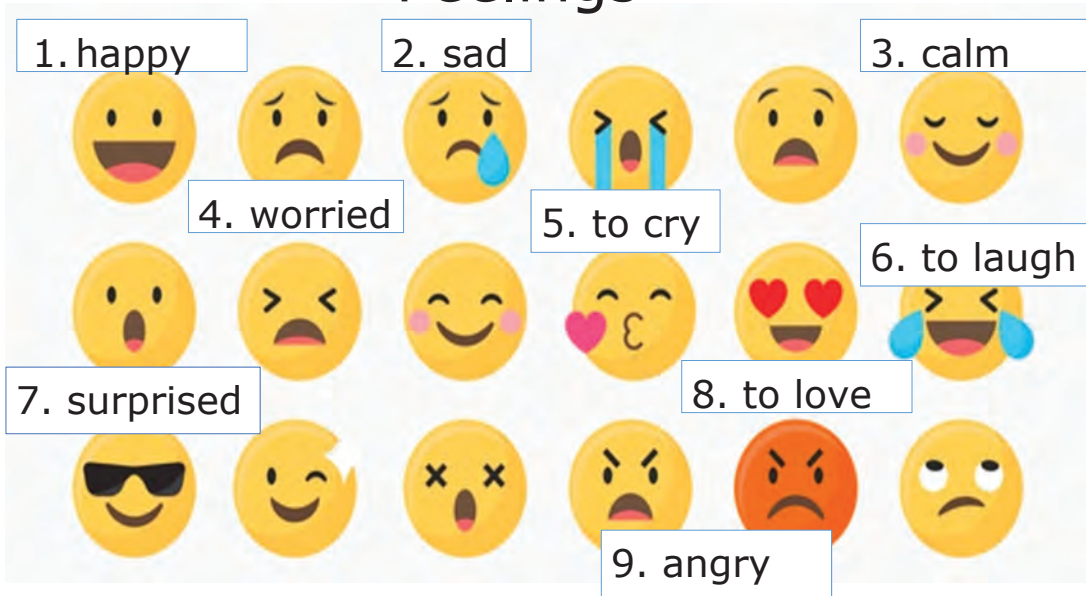 Feelings
1. happy
2. sad
3. calm
4. worried
5. to cry
6. to laugh
7. surprised
8. to love
9. angry